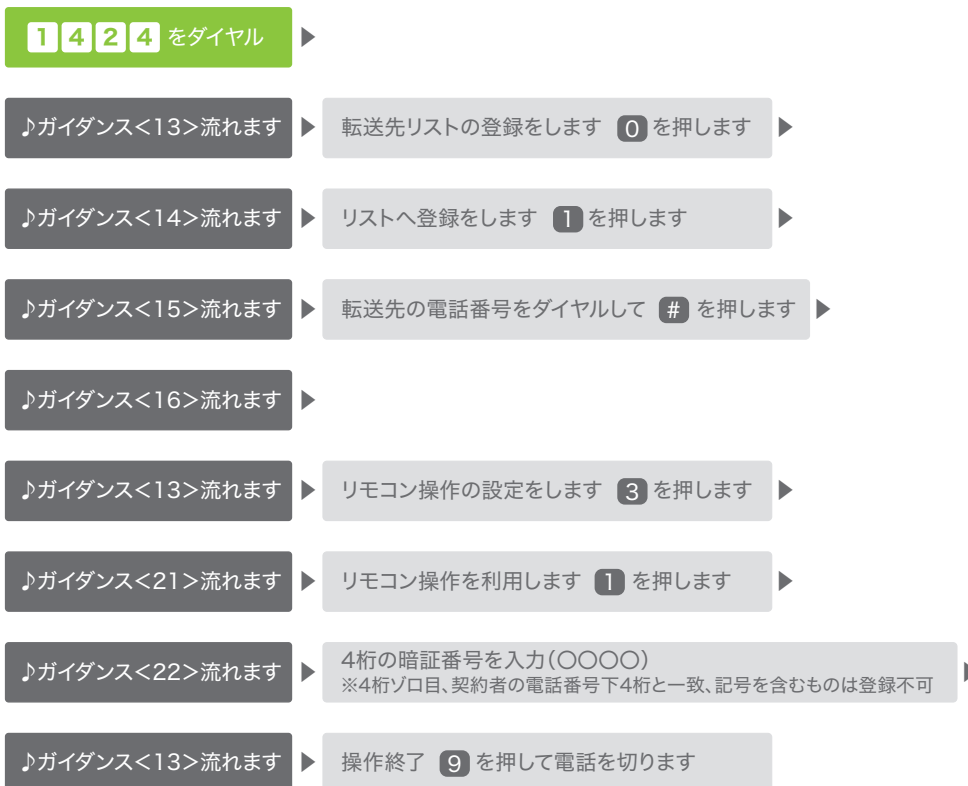 1 4 2 4 をダイヤル
♪ガイダンス<13>流れます 転送先リストの登録をします 0 を押します
♪ガイダンス<14>流れます リストへ登録をします 1 を押します
♪ガイダンス<15>流れます 転送先の電話番号をダイヤルして # を押します
♪ガイダンス<16>流れます
♪ガイダンス<13>流れます リモコン操作の設定をします 3 を押します
♪ガイダンス<21>流れます リモコン操作を利用します 1 を押します
♪ガイダンス<22>流れます 4桁の暗証番号を入力(〇〇〇〇)
※4桁ゾロ目、契約者の電話番号下4桁と一致、記号を含むものは登録不可
♪ガイダンス<13>流れます 操作終了 9 を押して電話を切ります